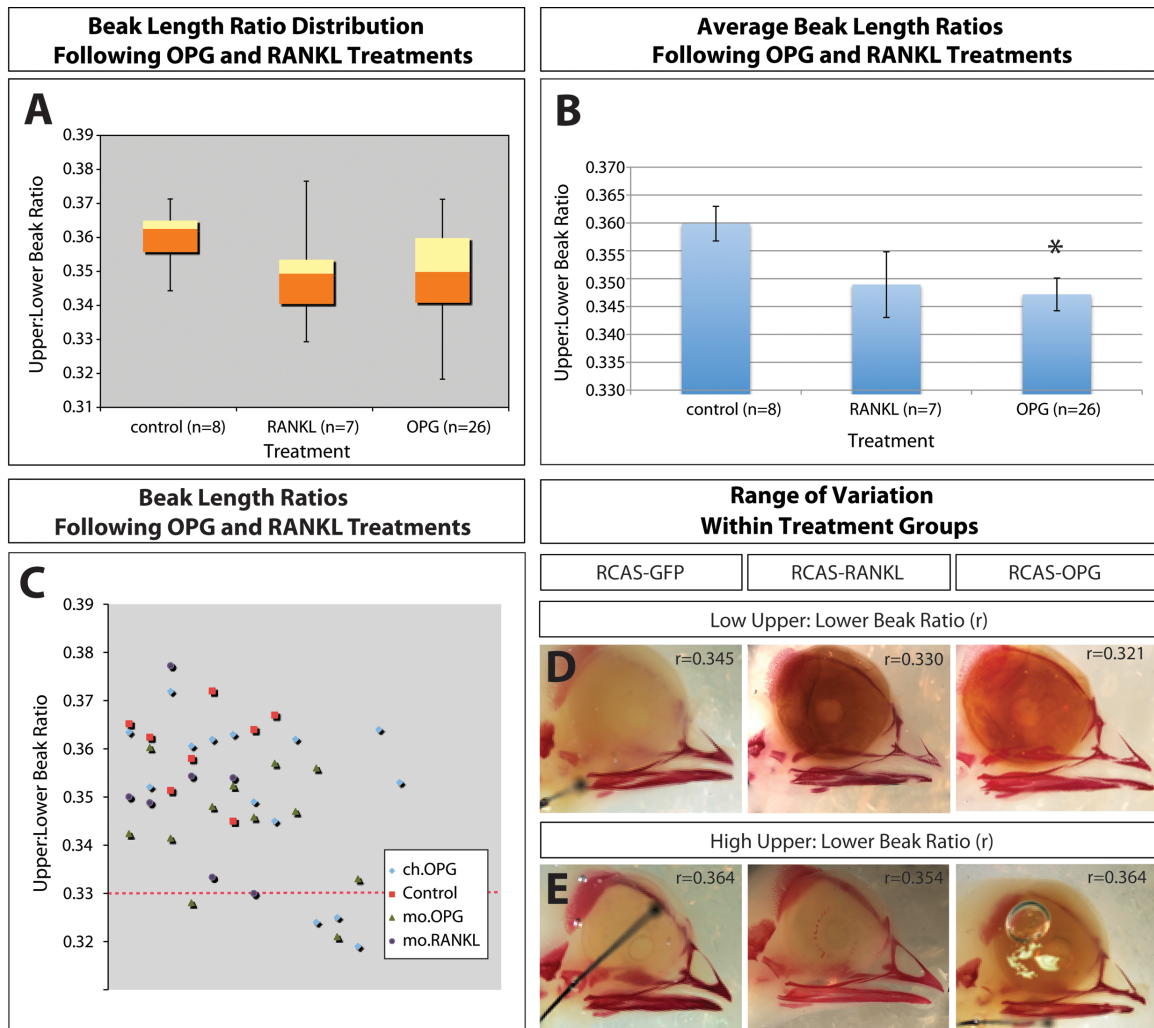 Beak Length Ratio Distribution
Following OPG and RANKL Treatments
A
0.39
0.38
0.37
0.36
0.35
0.34
0.33
0.32
0.31
Upper:Lower Beak Ratio
control (n=8)
RANKL (n=7)
OPG (n=26)
Treatment
Average Beak Length Ratios
Following OPG and RANKL Treatments
B
0.370
0.365
0.360
0.355
0.350
0.345
0.340
0.335
0.330
Upper:Lower Beak Ratio
*
control (n=8)
RANKL (n=7)
OPG (n=26)
Treatment
Beak Length Ratios
Following OPG and RANKL Treatments
C
0.39
0.38
0.37
0.36
0.35
0.34
0.33
0.32
Upper:Lower Beak Ratio
ch.OPG
Control
mo.OPG
mo.RANKL
Range of Variation
Within Treatment Groups
RCAS-GFP
RCAS-RANKL
RCAS-OPG
Low Upper: Lower Beak Ratio (r)
D
r=0.345
r=0.330
r=0.321
High Upper: Lower Beak Ratio (r)
E
r=0.364
r=0.354
r=0.364